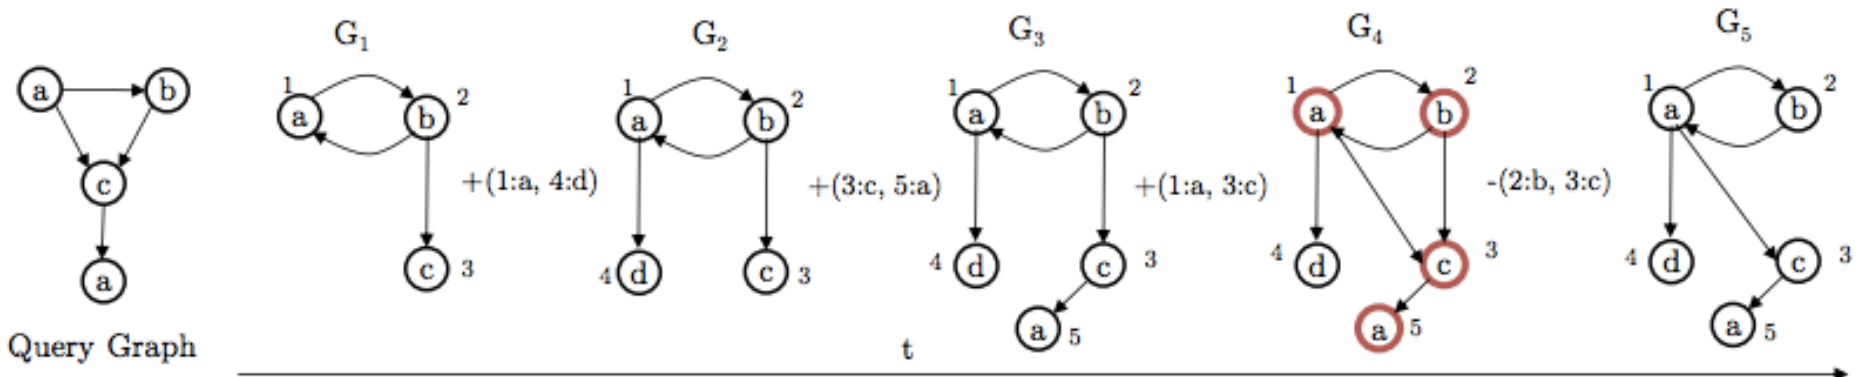 G₁ G₂ G₃ G₄ G₅
a b c a
Query Graph
1 a b 2
c 3
+(1:a, 4:d)
1 a b 2
4 d c 3
+(3:c, 5:a)
1 a b 2
4 d c 3
a 5
+(1:a, 3:c)
1 a b 2
4 d c 3
a 5
-(2:b, 3:c)
1 a b 2
4 d c 3
a 5
t